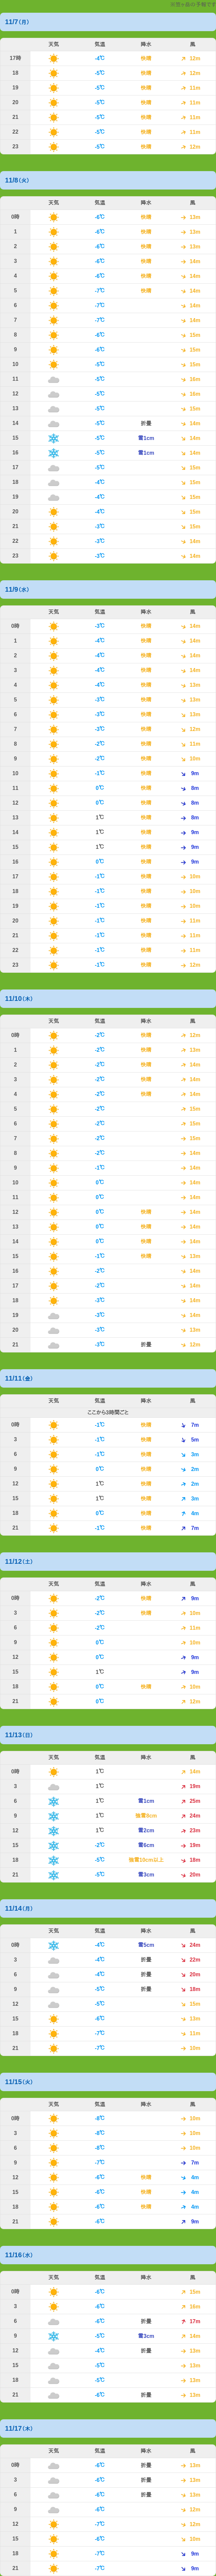 の予報です
11/7(月)
天気 気温 降水 風
17時 -4℃ 快晴 12m
18 -5℃ 快晴 12m
19 -5℃ 快晴 11m
20 -5℃ 快晴 11m
21 -5℃ 快晴 11m
22 -5℃ 快晴 11m
23 -5℃ 快晴 12m
11/8(火)
天気 気温 降水 風
0時 -6℃ 快晴 13m
1 -6℃ 快晴 13m
2 -6℃ 快晴 13m
3 -6℃ 快晴 14m
4 -6℃ 快晴 14m
5 -7℃ 快晴 14m
6 -7℃ 14m
7 -7℃ 14m
8 -6℃ 15m
9 -6℃ 15m
10 -5℃ 15m
11 -5℃ 16m
12 -5℃ 16m
13 -5℃ 15m
14 -5℃ 折畳 14m
15 -5℃ 雪1cm 14m
16 -5℃ 雪1cm 14m
17 -5℃ 15m
18 -4℃ 15m
19 -4℃ 15m
20 -4℃ 15m
21 -3℃ 15m
22 -3℃ 14m
23 -3℃ 14m
11/9(水)
天気 気温 降水 風
0時 -3℃ 快晴 14m
1 -4℃ 快晴 14m
2 -4℃ 快晴 14m
3 -4℃ 快晴 14m
4 -4℃ 快晴 13m
5 -3℃ 快晴 13m
6 -3℃ 快晴 13m
7 -3℃ 快晴 12m
8 -2℃ 快晴 11m
9 -2℃ 快晴 10m
10 -1℃ 快晴 9m
11 0℃ 快晴 8m
12 0℃ 快晴 8m
13 1℃ 快晴 8m
14 1℃ 快晴 9m
15 1℃ 快晴 9m
16 0℃ 快晴 9m
17 -1℃ 快晴 10m
18 -1℃ 快晴 10m
19 -1℃ 快晴 10m
20 -1℃ 快晴 11m
21 -1℃ 快晴 11m
22 -1℃ 快晴 11m
23 -1℃ 快晴 12m
11/10(木)
天気 気温 降水 風
0時 -2℃ 快晴 12m
1 -2℃ 快晴 13m
2 -2℃ 快晴 14m
3 -2℃ 快晴 14m
4 -2℃ 快晴 14m
5 -2℃ 15m
6 -2℃ 15m
7 -2℃ 15m
8 -2℃ 14m
9 -1℃ 14m
10 0℃ 14m
11 0℃ 14m
12 0℃ 快晴 14m
13 0℃ 快晴 14m
14 0℃ 快晴 14m
15 -1℃ 快晴 13m
16 -2℃ 14m
17 -2℃ 14m
18 -3℃ 14m
19 -3℃ 14m
20 -3℃ 13m
21 -3℃ 折畳 12m
11/11(金)
天気 気温 降水 風
ここから3時間ごと
0時 -1℃ 快晴 7m
3 -1℃ 快晴 5m
6 -1℃ 快晴 3m
9 0℃ 快晴 2m
12 1℃ 快晴 2m
15 1℃ 快晴 3m
18 0℃ 快晴 4m
21 -1℃ 快晴 7m
11/12(土)
天気 気温 降水 風
0時 -2℃ 快晴 9m
3 -2℃ 快晴 10m
6 -2℃ 11m
9 0℃ 10m
12 0℃ 9m
15 1℃ 9m
18 0℃ 快晴 10m
21 0℃ 12m
11/13(日)
天気 気温 降水 風
0時 1℃ 14m
3 1℃ 19m
6 1℃ 雪1cm 25m
9 1℃ 強雪8cm 24m
12 1℃ 雪2cm 23m
15 -2℃ 雪6cm 19m
18 -5℃ 強雪10cm以上 18m
21 -5℃ 雪3cm 20m
11/14(月)
天気 気温 降水 風
0時 -4℃ 雪5cm 24m
3 -4℃ 折畳 22m
6 -4℃ 折畳 20m
9 -5℃ 折畳 18m
12 -5℃ 15m
15 -6℃ 13m
18 -7℃ 11m
21 -7℃ 10m
11/15(火)
天気 気温 降水 風
0時 -8℃ 10m
3 -8℃ 10m
6 -8℃ 10m
9 -7℃ 7m
12 -6℃ 快晴 4m
15 -6℃ 快晴 4m
18 -6℃ 快晴 4m
21 -6℃ 9m
11/16(水)
天気 気温 降水 風
0時 -6℃ 15m
3 -6℃ 16m
6 -6℃ 折畳 17m
9 -5℃ 雪3cm 14m
12 -4℃ 折畳 13m
15 -5℃ 13m
18 -5℃ 13m
21 -6℃ 折畳 13m
11/17(木)
天気 気温 降水 風
0時 -6℃ 折畳 13m
3 -6℃ 折畳 13m
6 -6℃ 折畳 13m
9 -6℃ 12m
12 -7℃ 12m
15 -6℃ 10m
18 -7℃ 9m
21 -7℃ 9m